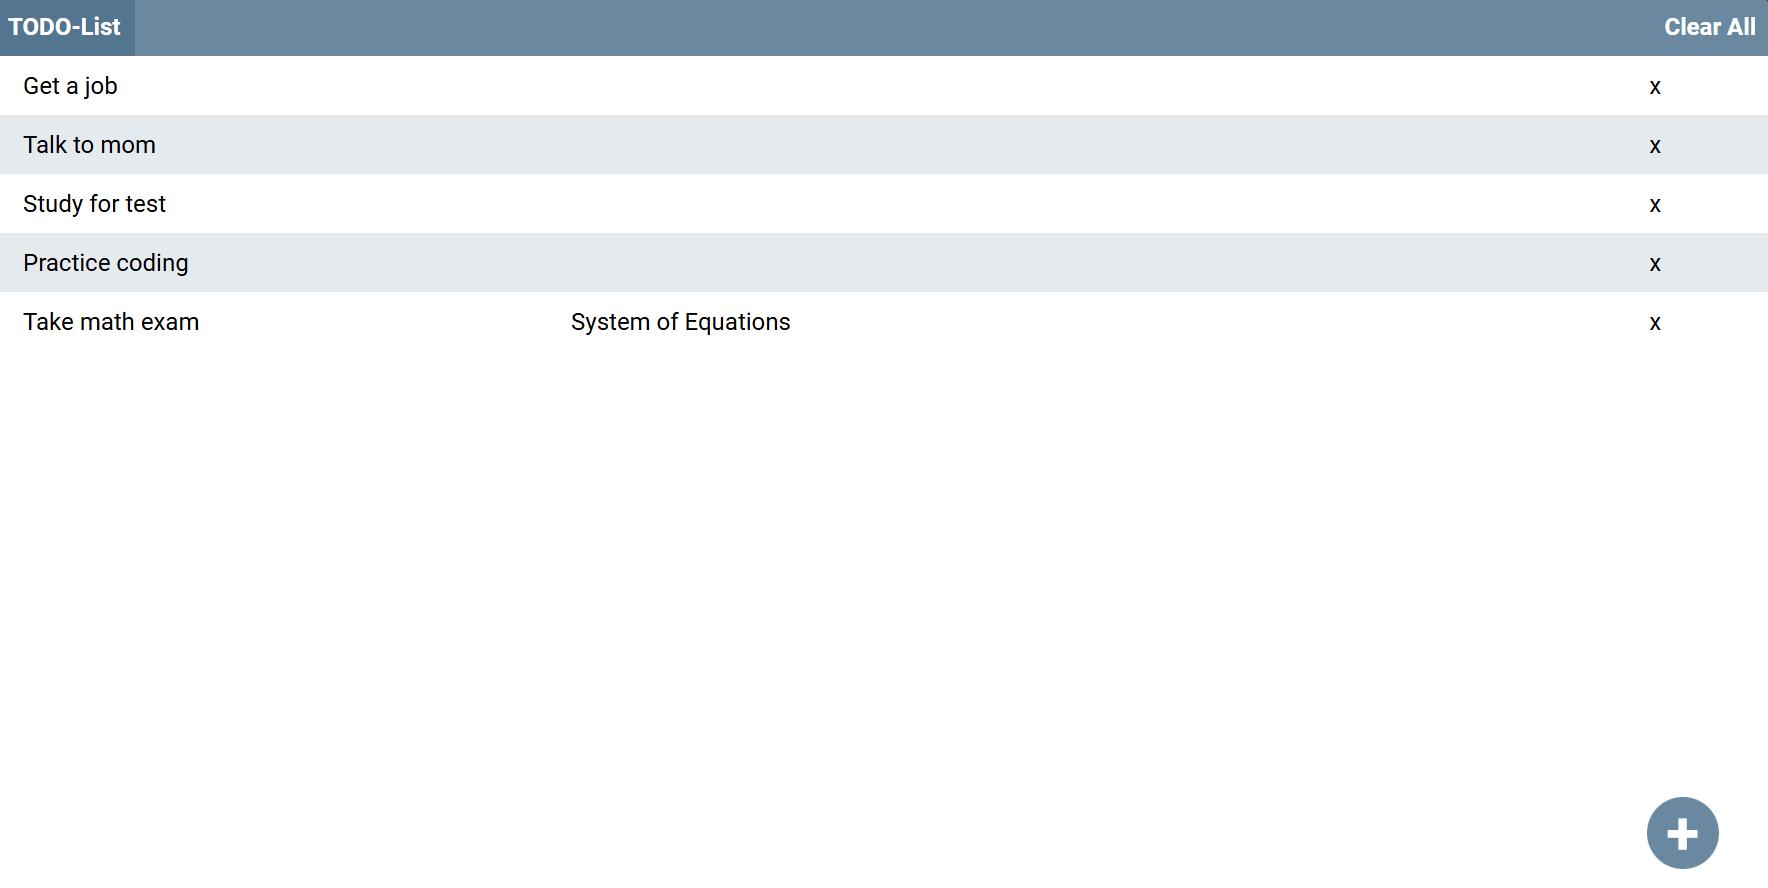 TODO-List Clear All
Get a job x
Talk to mom x
Study for test x
Practice coding x
Take math exam System of Equations x
+